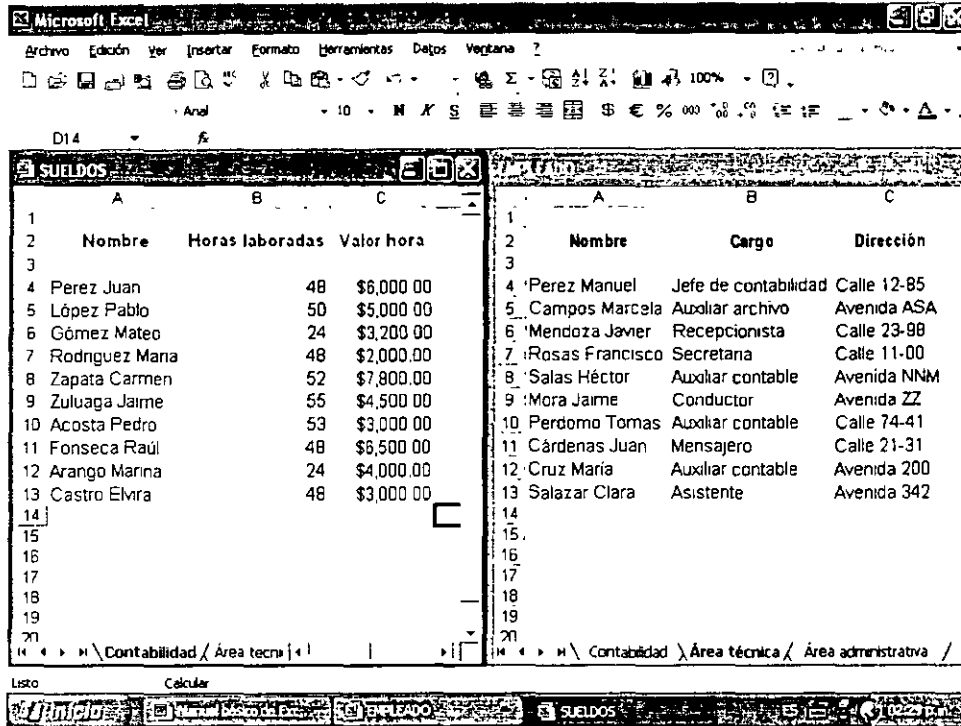 Microsoft Excel
Archivo Edición Ver Insertar Formato Herramientas Datos Ventana ?
100%
Arial 10 N K S $ € % 000
D14 fx
SUELDOS
A B C
1
2 Nombre Horas laboradas Valor hora
3
4 Perez Juan 48 $6,000 00
5 López Pablo 50 $5,000 00
6 Gómez Mateo 24 $3,200 00
7 Rodriguez Maria 48 $2,000.00
8 Zapata Carmen 52 $7,800.00
9 Zuluaga Jaime 55 $4,500 00
10 Acosta Pedro 53 $3,000 00
11 Fonseca Raúl 48 $6,500 00
12 Arango Marina 24 $4,000.00
13 Castro Elvira 48 $3,000 00
14
15
16
17
18
19
20
Contabilidad Área tecni
A B C
1
2 Nombre Cargo Dirección
3
4 Perez Manuel Jefe de contabilidad Calle 12-85
5 Campos Marcela Auxiliar archivo Avenida ASA
6 Mendoza Javier Recepcionista Calle 23-98
7 Rosas Francisco Secretaria Calle 11-00
8 Salas Héctor Auxiliar contable Avenida NNM
9 Mora Jaime Conductor Avenida ZZ
10 Perdomo Tomas Auxiliar contable Calle 74-41
11 Cárdenas Juan Mensajero Calle 21-31
12 Cruz María Auxiliar contable Avenida 200
13 Salazar Clara Asistente Avenida 342
14
15
16
17
18
19
20
Contabilidad Área técnica Área administrativa
Listo Calcular
Inicio Manual básico de Exc... EMPLEADO SUELDOS ES 02:29 p.m.